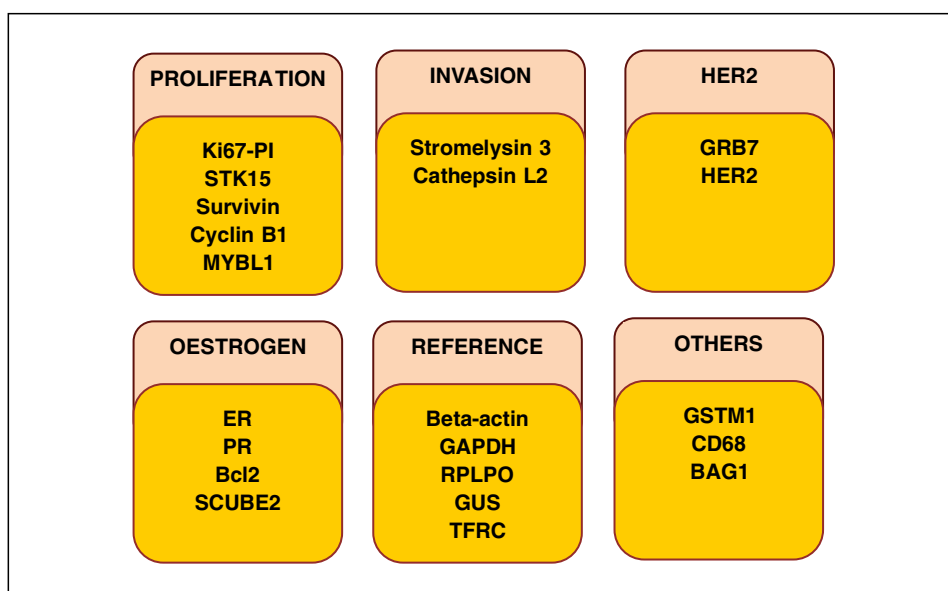 PROLIFERATION
Ki67-PI
STK15
Survivin
Cyclin B1
MYBL1
INVASION
Stromelysin 3
Cathepsin L2
HER2
GRB7
HER2
OESTROGEN
ER
PR
Bcl2
SCUBE2
REFERENCE
Beta-actin
GAPDH
RPLPO
GUS
TFRC
OTHERS
GSTM1
CD68
BAG1